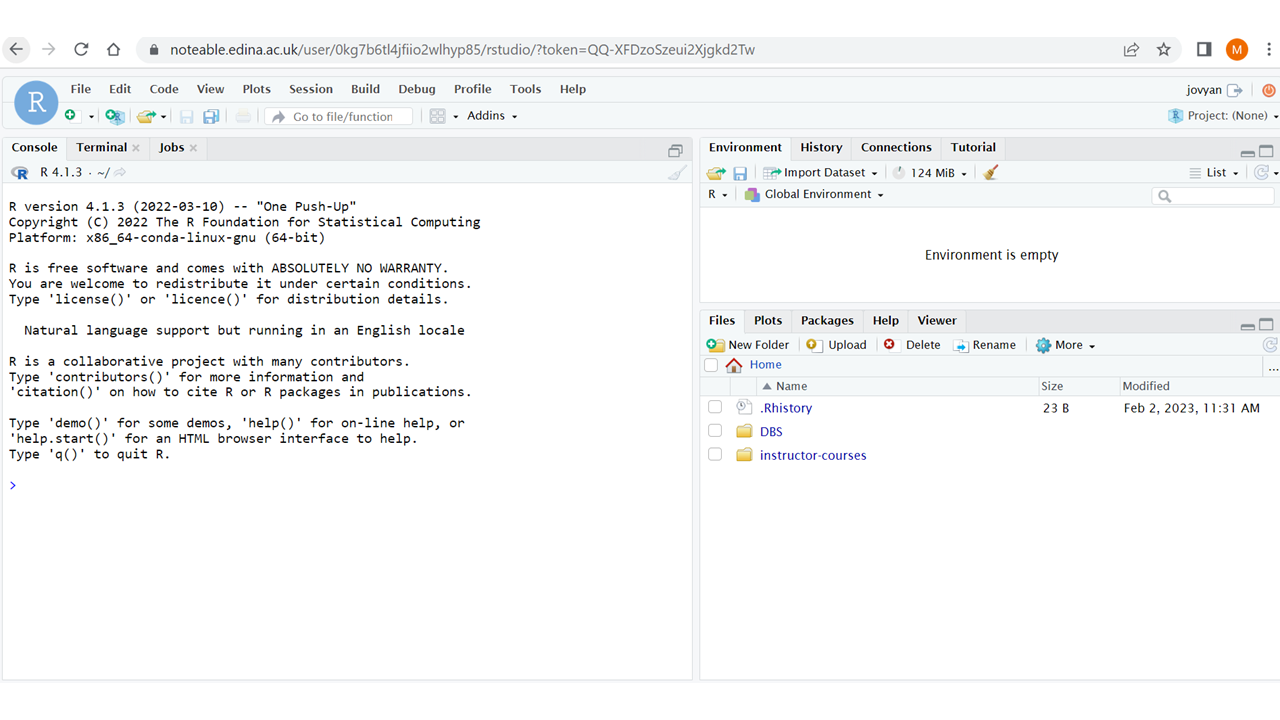 noteable.edina.ac.uk/user/0kg7b6tl4jfiio2wlhyp85/rstudio/?token=QQ-XFDzoSzeui2Xjgkd2Tw
M
R
File Edit Code View Plots Session Build Debug Profile Tools Help
jovyan
Go to file/function
Addins
Project: (None)
Console Terminal Jobs
R 4.1.3 · ~/
R version 4.1.3 (2022-03-10) -- "One Push-Up"
Copyright (C) 2022 The R Foundation for Statistical Computing
Platform: x86_64-conda-linux-gnu (64-bit)
R is free software and comes with ABSOLUTELY NO WARRANTY.
You are welcome to redistribute it under certain conditions.
Type 'license()' or 'licence()' for distribution details.
Natural language support but running in an English locale
R is a collaborative project with many contributors.
Type 'contributors()' for more information and
'citation()' on how to cite R or R packages in publications.
Type 'demo()' for some demos, 'help()' for on-line help, or
'help.start()' for an HTML browser interface to help.
Type 'q()' to quit R.
>
Environment History Connections Tutorial
Import Dataset 124 MiB List
R Global Environment
Environment is empty
Files Plots Packages Help Viewer
New Folder Upload Delete Rename More
Home ...
Name Size Modified
.Rhistory 23 B Feb 2, 2023, 11:31 AM
DBS
instructor-courses